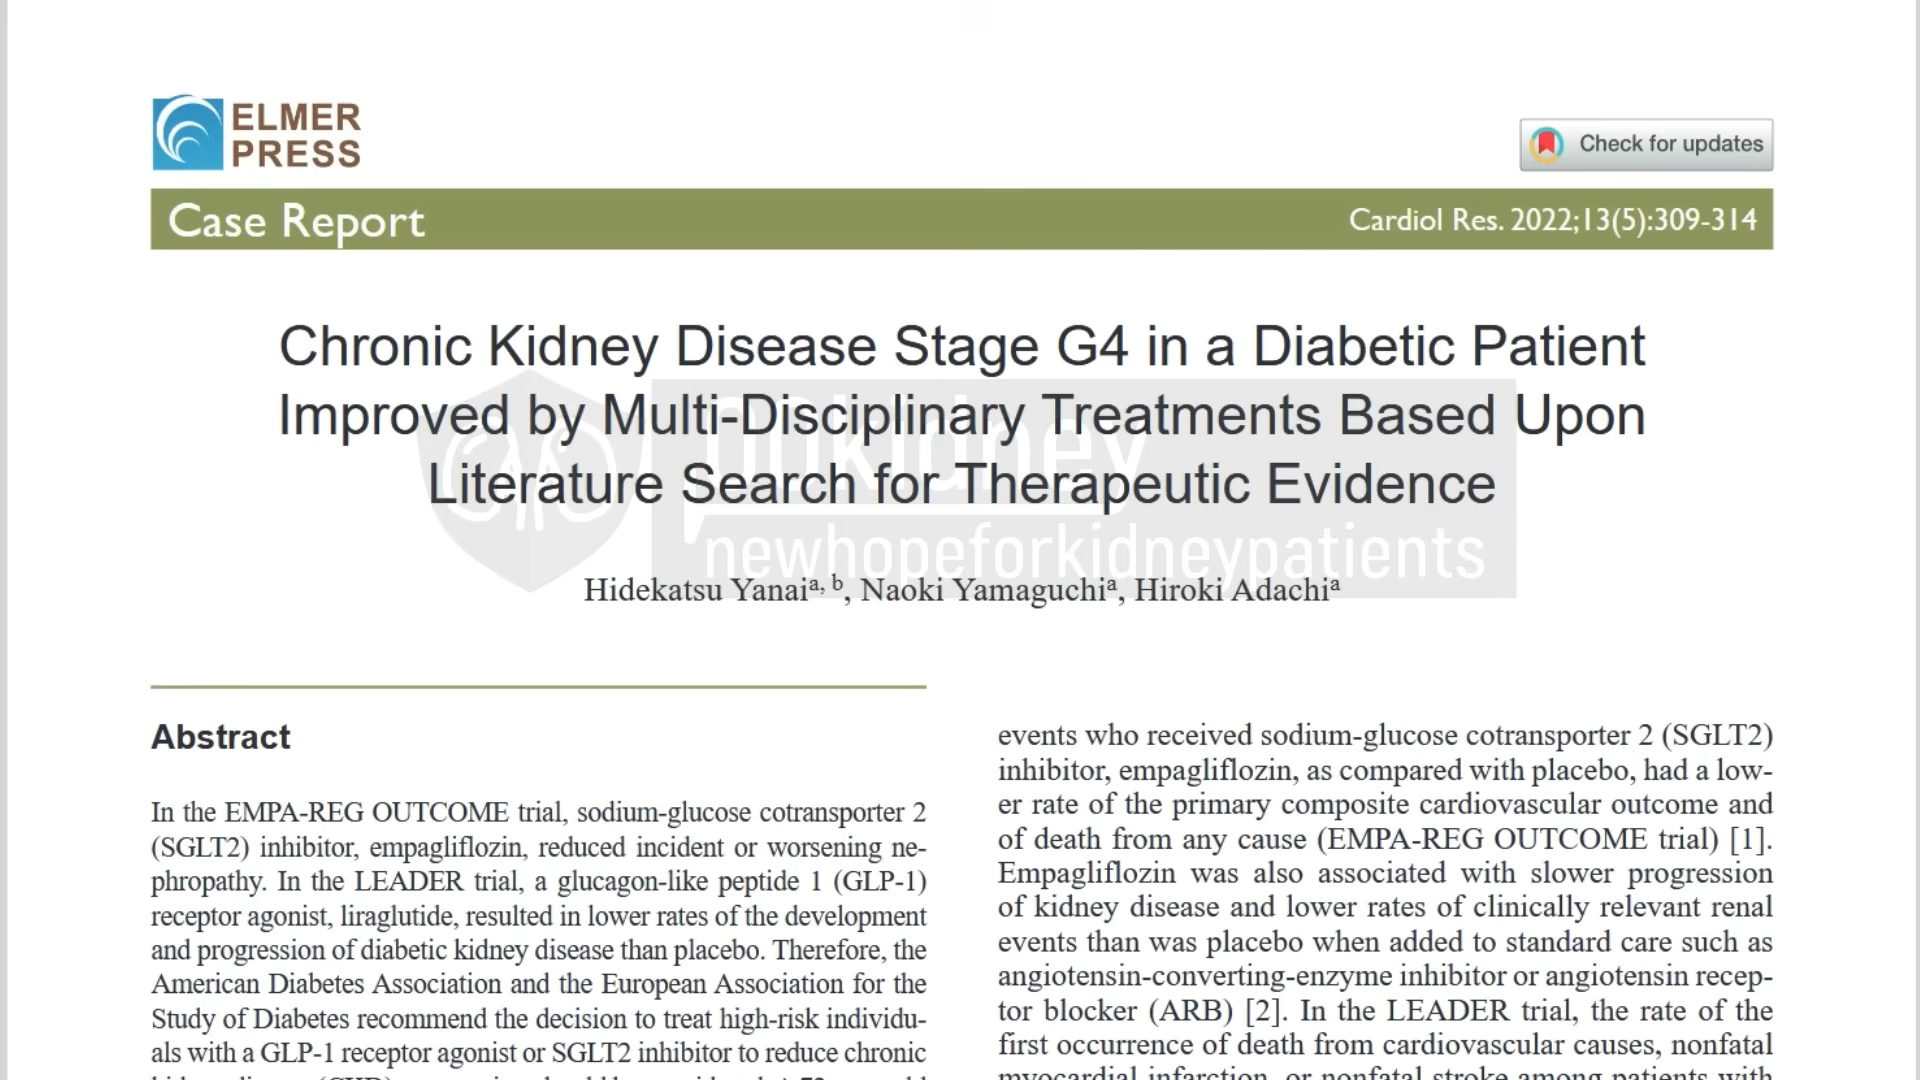 ELMER
PRESS
Check for updates
Case Report
Cardiol Res. 2022;13(5):309-314
Chronic Kidney Disease Stage G4 in a Diabetic Patient
Improved by Multi-Disciplinary Treatments Based Upon
Literature Search for Therapeutic Evidence
00kidney
newhopeforkidneypatients
Hidekatsu Yanaia, b, Naoki Yamaguchia, Hiroki Adachia
Abstract
In the EMPA-REG OUTCOME trial, sodium-glucose cotransporter 2
(SGLT2) inhibitor, empagliflozin, reduced incident or worsening ne-
phropathy. In the LEADER trial, a glucagon-like peptide 1 (GLP-1)
receptor agonist, liraglutide, resulted in lower rates of the development
and progression of diabetic kidney disease than placebo. Therefore, the
American Diabetes Association and the European Association for the
Study of Diabetes recommend the decision to treat high-risk individu-
als with a GLP-1 receptor agonist or SGLT2 inhibitor to reduce chronic
events who received sodium-glucose cotransporter 2 (SGLT2)
inhibitor, empagliflozin, as compared with placebo, had a low-
er rate of the primary composite cardiovascular outcome and
of death from any cause (EMPA-REG OUTCOME trial) [1].
Empagliflozin was also associated with slower progression
of kidney disease and lower rates of clinically relevant renal
events than was placebo when added to standard care such as
angiotensin-converting-enzyme inhibitor or angiotensin recep-
tor blocker (ARB) [2]. In the LEADER trial, the rate of the
first occurrence of death from cardiovascular causes, nonfatal
myocardial infarction, or nonfatal stroke among patients with